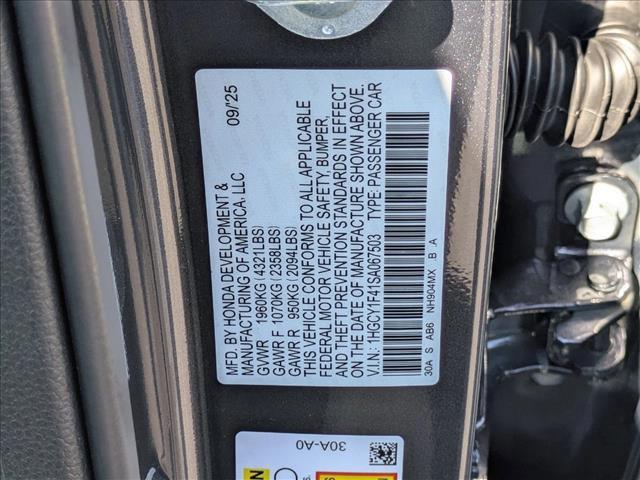 MFD. BY HONDA DEVELOPMENT & 09/'25
MANUFACTURING OF AMERICA, LLC
GVWR 1960KG (4321LBS)
GAWR F 1070KG (2358LBS)
GAWR R 950KG (2094LBS)
THIS VEHICLE CONFORMS TO ALL APPLICABLE
FEDERAL MOTOR VEHICLE SAFETY, BUMPER,
AND THEFT PREVENTION STANDARDS IN EFFECT
ON THE DATE OF MANUFACTURE SHOWN ABOVE.
V.I.N.: 1HGCY1F41SA067503 TYPE: PASSENGER CAR
30A S AB6 NH904MX B A
30A-A0